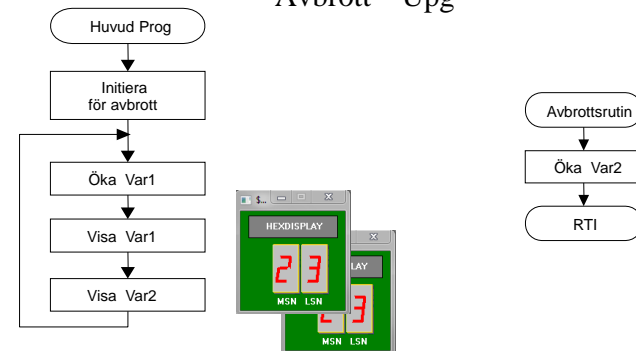 Avbrott Upg
Huvud Prog
Initiera
för avbrott
Öka Var1
Visa Var1
Visa Var2
$...
HEXDISPLAY
2 3
MSN LSN
LAY
3
MSN LSN
Avbrottsrutin
Öka Var2
RTI